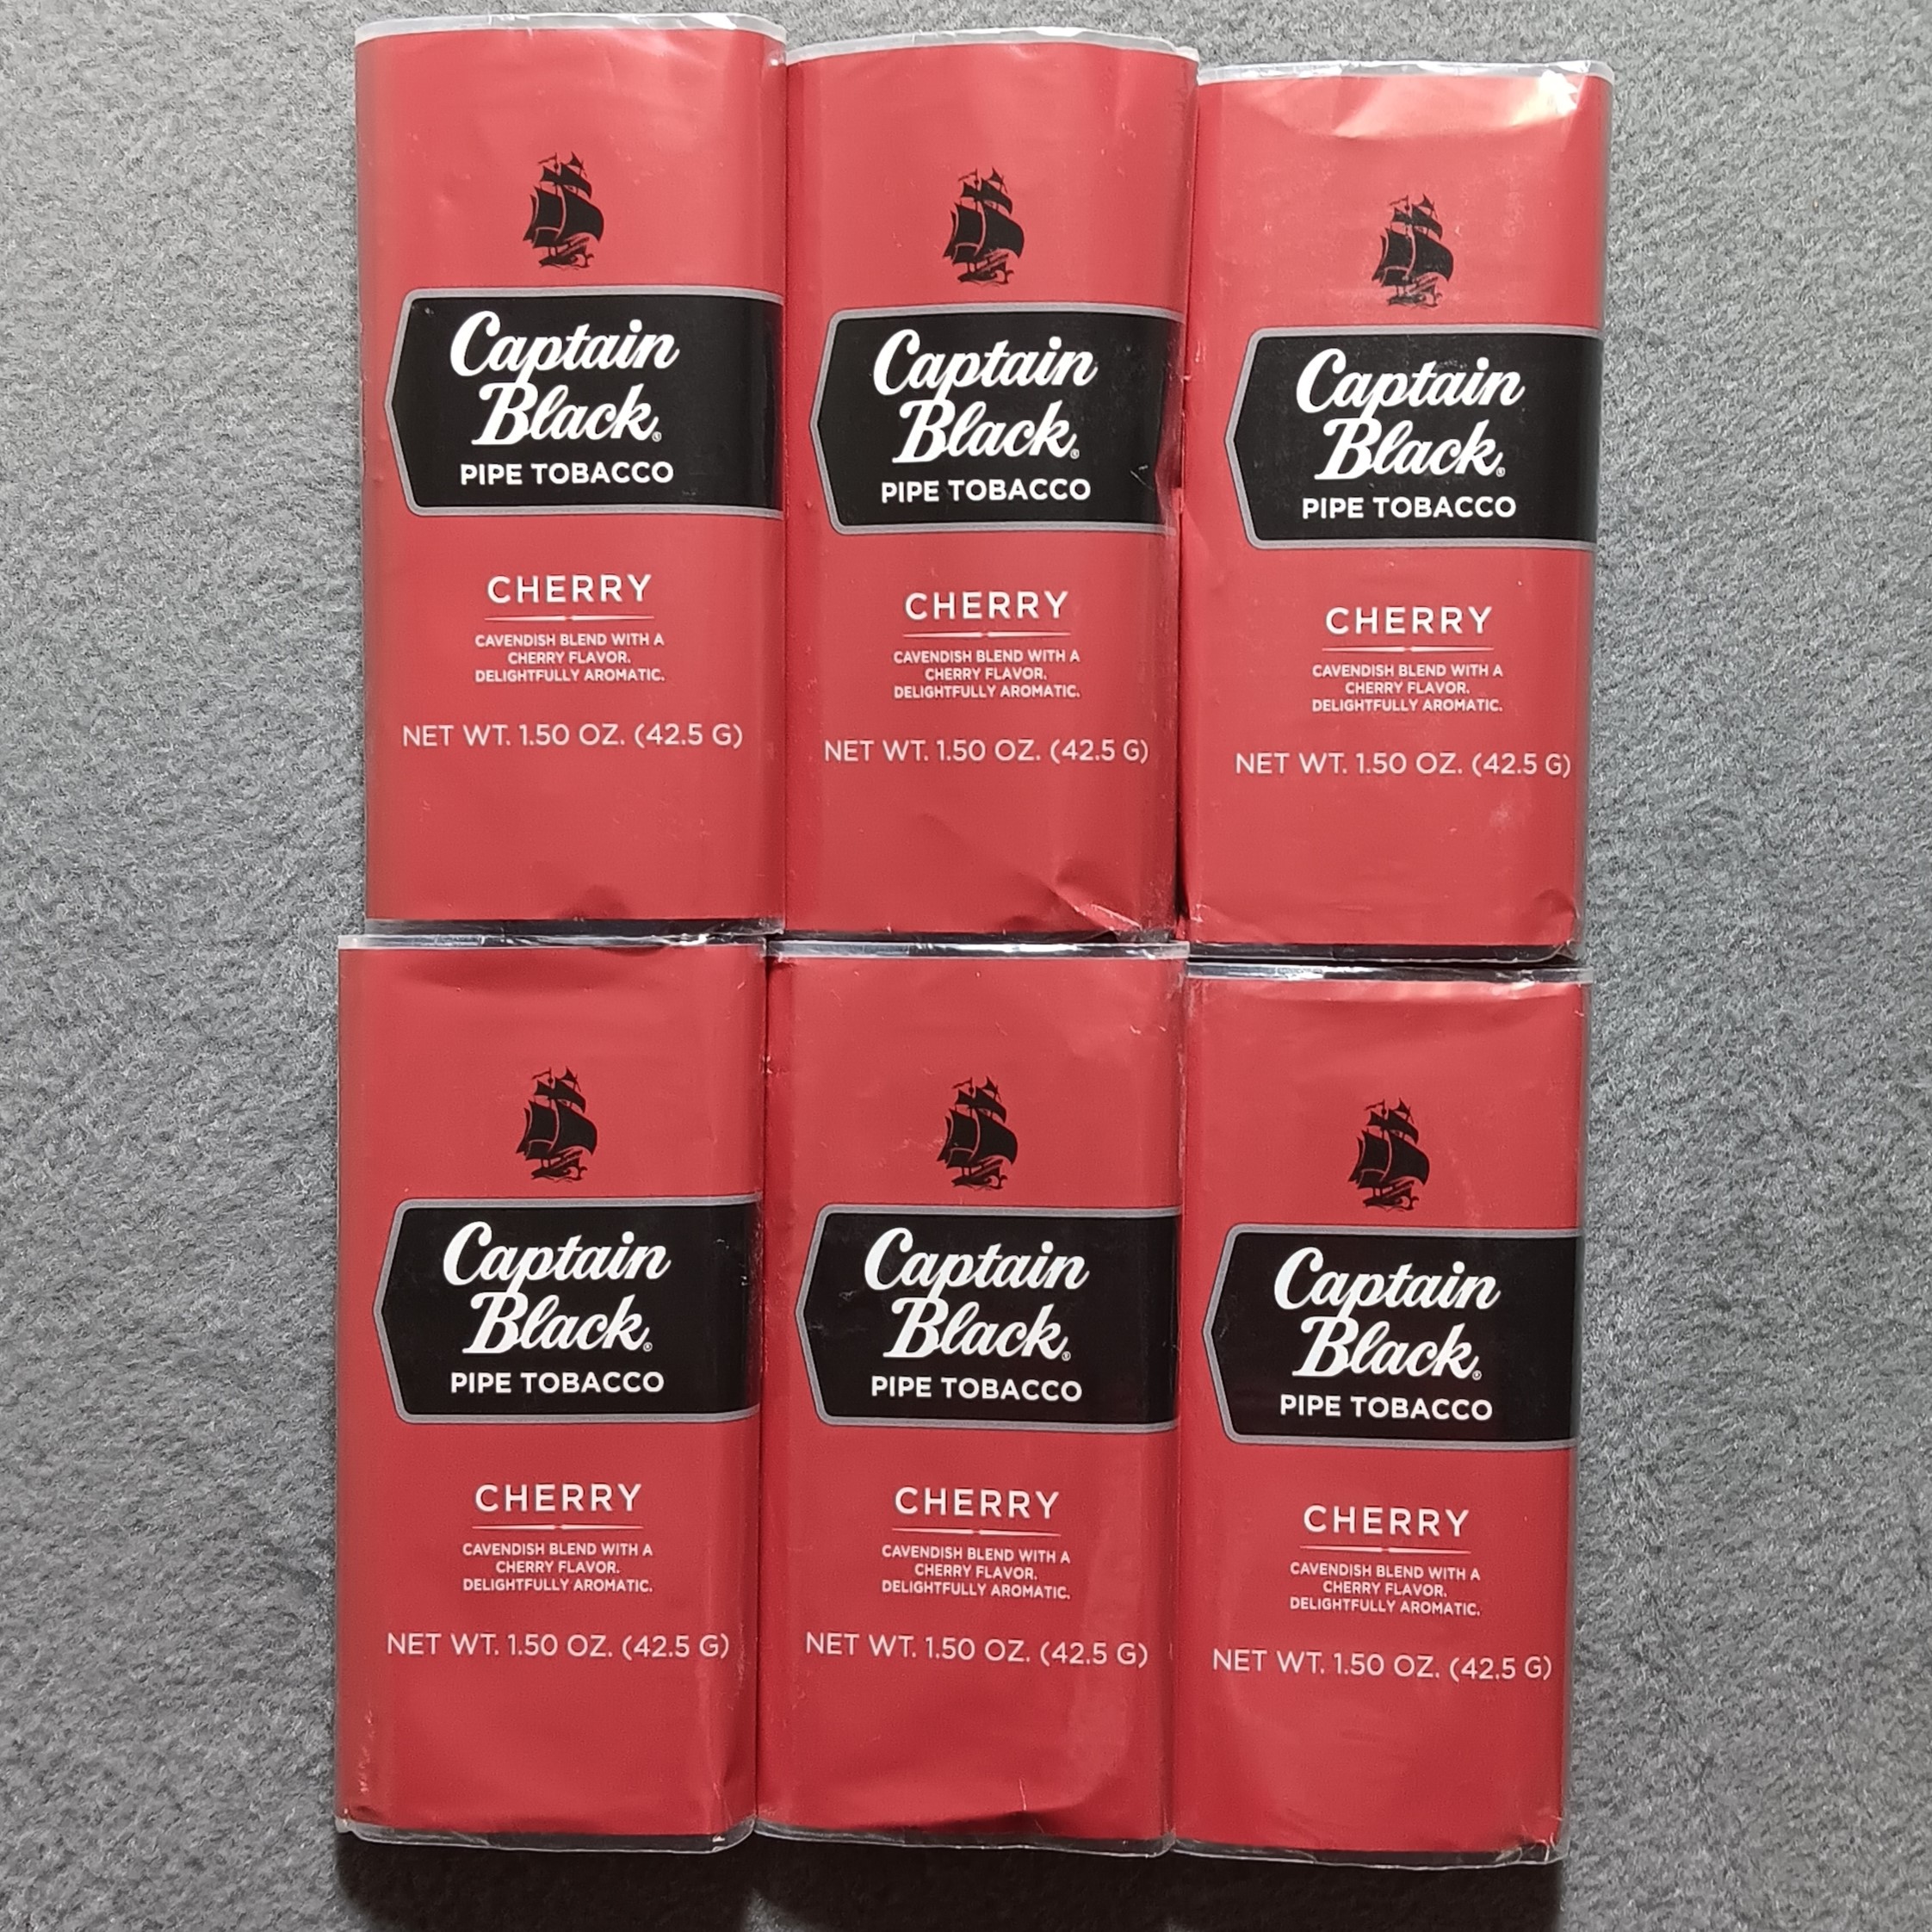 Captain
Black®
PIPE TOBACCO
CHERRY
CAVENDISH BLEND WITH A
CHERRY FLAVOR.
DELIGHTFULLY AROMATIC.
NET WT. 1.50 OZ. (42.5 G)
Captain
Black®
PIPE TOBACCO
CHERRY
CAVENDISH BLEND WITH A
CHERRY FLAVOR.
DELIGHTFULLY AROMATIC.
NET WT. 1.50 OZ. (42.5 G)
Captain
Black®
PIPE TOBACCO
CHERRY
CAVENDISH BLEND WITH A
CHERRY FLAVOR.
DELIGHTFULLY AROMATIC.
NET WT. 1.50 OZ. (42.5 G)
Captain
Black®
PIPE TOBACCO
CHERRY
CAVENDISH BLEND WITH A
CHERRY FLAVOR.
DELIGHTFULLY AROMATIC.
NET WT. 1.50 OZ. (42.5 G)
Captain
Black®
PIPE TOBACCO
CHERRY
CAVENDISH BLEND WITH A
CHERRY FLAVOR.
DELIGHTFULLY AROMATIC.
NET WT. 1.50 OZ. (42.5 G)
Captain
Black®
PIPE TOBACCO
CHERRY
CAVENDISH BLEND WITH A
CHERRY FLAVOR.
DELIGHTFULLY AROMATIC.
NET WT. 1.50 OZ. (42.5 G)